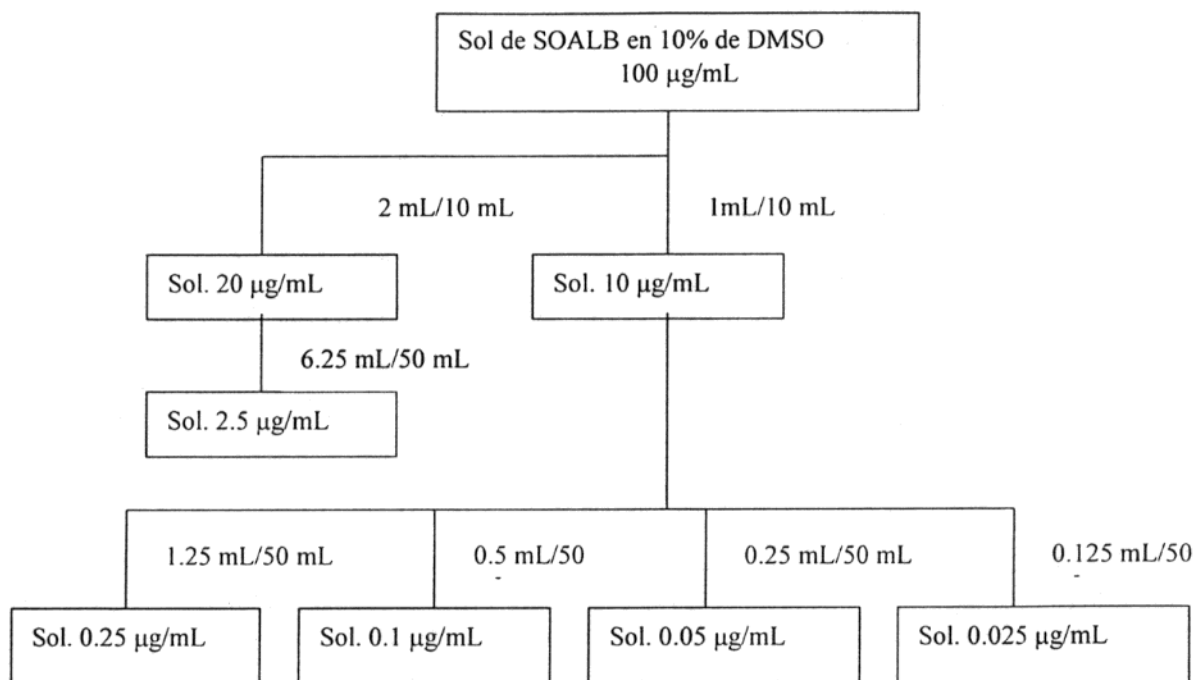 Sol de SOALB en 10% de DMSO
100 µg/mL
2 mL/10 mL
1mL/10 mL
Sol. 20 µg/mL
Sol. 10 µg/mL
6.25 mL/50 mL
Sol. 2.5 µg/mL
1.25 mL/50 mL
0.5 mL/50
0.25 mL/50 mL
0.125 mL/50
Sol. 0.25 µg/mL
Sol. 0.1 µg/mL
Sol. 0.05 µg/mL
Sol. 0.025 µg/mL